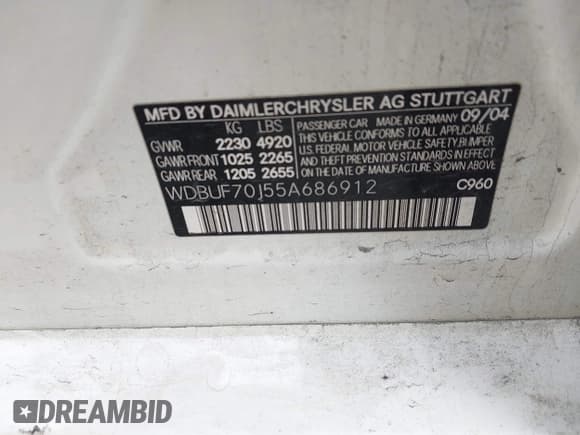 MFD BY DAIMLERCHRYSLER AG STUTTGART
KG LBS PASSENGER CAR MADE IN GERMANY 09/04
GVWR 2230 4920 THIS VEHICLE CONFORMS TO ALL APPLICABLE
GAWR FRONT 1025 2265 U.S. FEDERAL MOTOR VEHICLE SAFETY, BUMPER
GAWR REAR 1205 2655 AND THEFT PREVENTION STANDARDS IN EFFECT
ON THE DATE OF MANUFACTURE SHOWN ABOVE
WDBUF70J55A686912 C960
DREAMBID